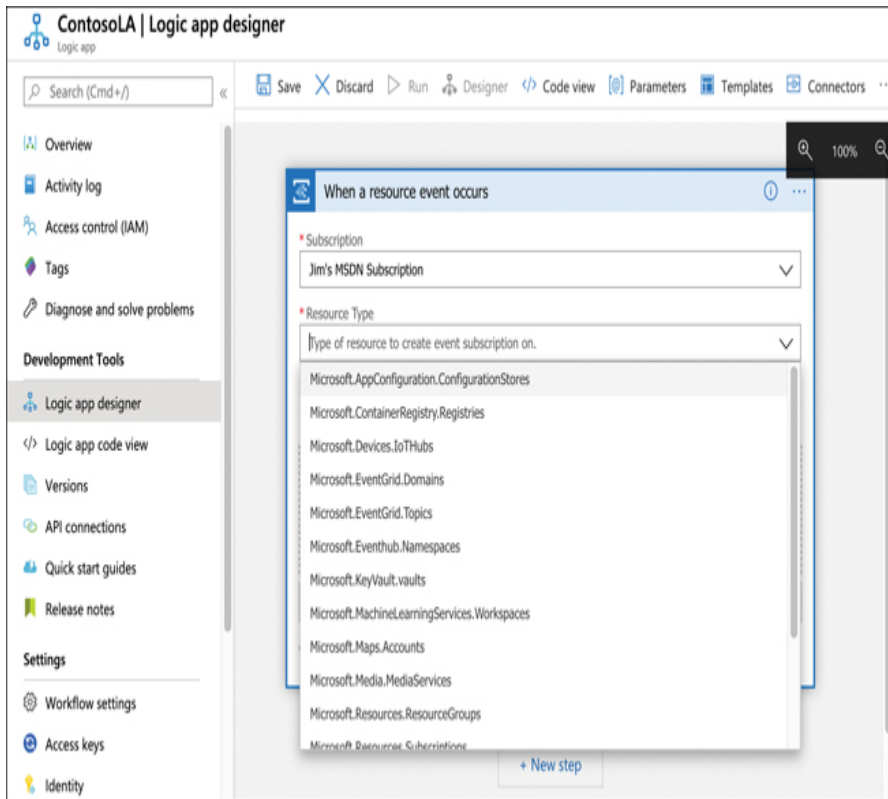 ContosoLA | Logic app designer
Logic app
Search (Cmd+/)
«
Save
Discard
Run
Designer
Code view
Parameters
Templates
Connectors
100%
Overview
Activity log
Access control (IAM)
Tags
Diagnose and solve problems
Development Tools
Logic app designer
Logic app code view
Versions
API connections
Quick start guides
Release notes
Settings
Workflow settings
Access keys
Identity
When a resource event occurs
* Subscription
Jim's MSDN Subscription
* Resource Type
Type of resource to create event subscription on.
Microsoft.AppConfiguration.ConfigurationStores
Microsoft.ContainerRegistry.Registries
Microsoft.Devices.IoTHubs
Microsoft.EventGrid.Domains
Microsoft.EventGrid.Topics
Microsoft.Eventhub.Namespaces
Microsoft.KeyVault.vaults
Microsoft.MachineLearningServices.Workspaces
Microsoft.Maps.Accounts
Microsoft.Media.MediaServices
Microsoft.Resources.ResourceGroups
Microsoft.Resources.Subscriptions
+ New step